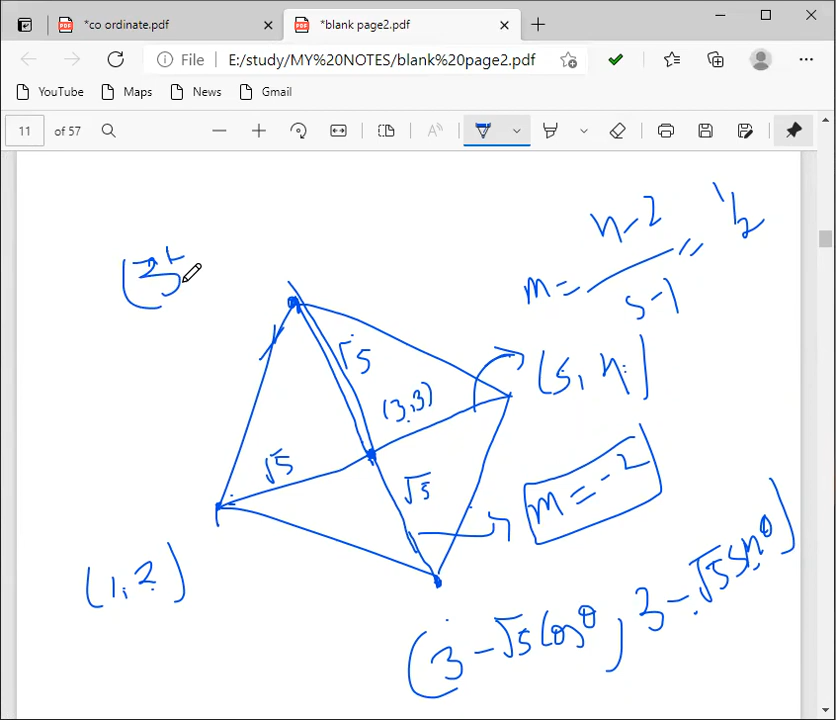 *co ordinate.pdf
*blank page2.pdf
File
E:/study/MY%20NOTES/blank%20page2.pdf
YouTube
Maps
News
Gmail
11
of 57
(3+
√5
(3,3)
√5
√5
(1,2)
m = 4-2 / 5-1 = 1/2
(5, 4)
m = -2
(3 - √5 cosθ, 3 - √5 sinθ)